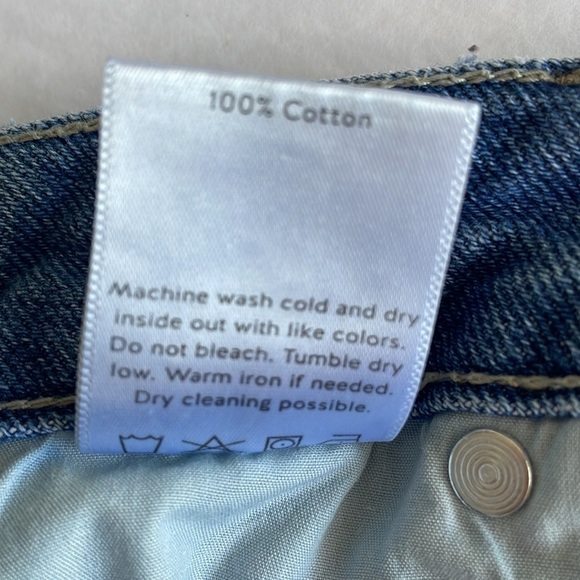 100% Cotton
Machine wash cold and dry
inside out with like colors.
Do not bleach. Tumble dry
low. Warm iron if needed.
Dry cleaning possible.